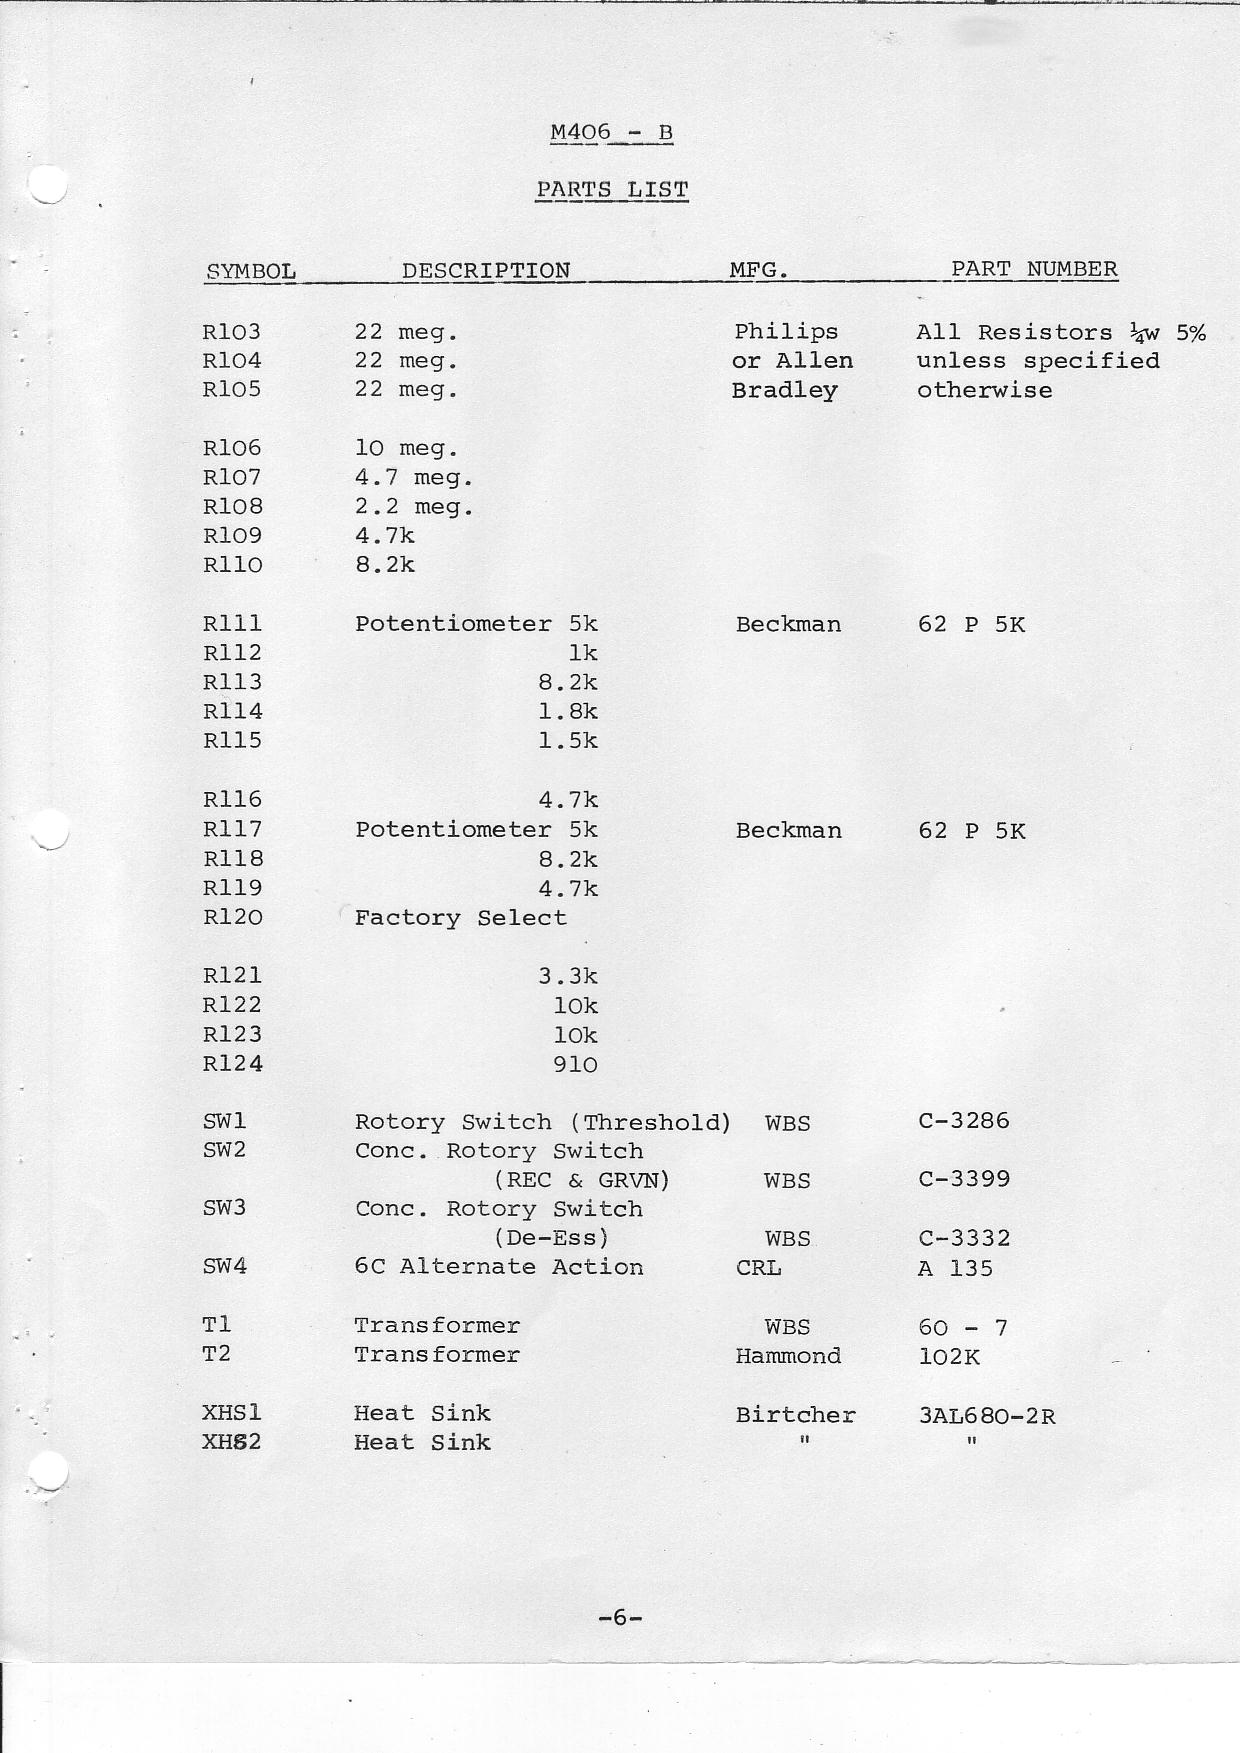 M406 - B
PARTS LIST
SYMBOL DESCRIPTION MFG. PART NUMBER
R103 22 meg. Philips All Resistors ¼w 5%
R104 22 meg. or Allen unless specified
R105 22 meg. Bradley otherwise
R106 10 meg.
R107 4.7 meg.
R108 2.2 meg.
R109 4.7k
R110 8.2k
R111 Potentiometer 5k Beckman 62 P 5K
R112 1k
R113 8.2k
R114 1.8k
R115 1.5k
R116 4.7k
R117 Potentiometer 5k Beckman 62 P 5K
R118 8.2k
R119 4.7k
R120 Factory Select
R121 3.3k
R122 10k
R123 10k
R124 910
SW1 Rotory Switch (Threshold) WBS C-3286
SW2 Conc. Rotory Switch
(REC & GRVN) WBS C-3399
SW3 Conc. Rotory Switch
(De-Ess) WBS C-3332
SW4 6C Alternate Action CRL A 135
T1 Transformer WBS 60 - 7
T2 Transformer Hammond 102K
XHS1 Heat Sink Birtcher 3AL680-2R
XHS2 Heat Sink " "
-6-